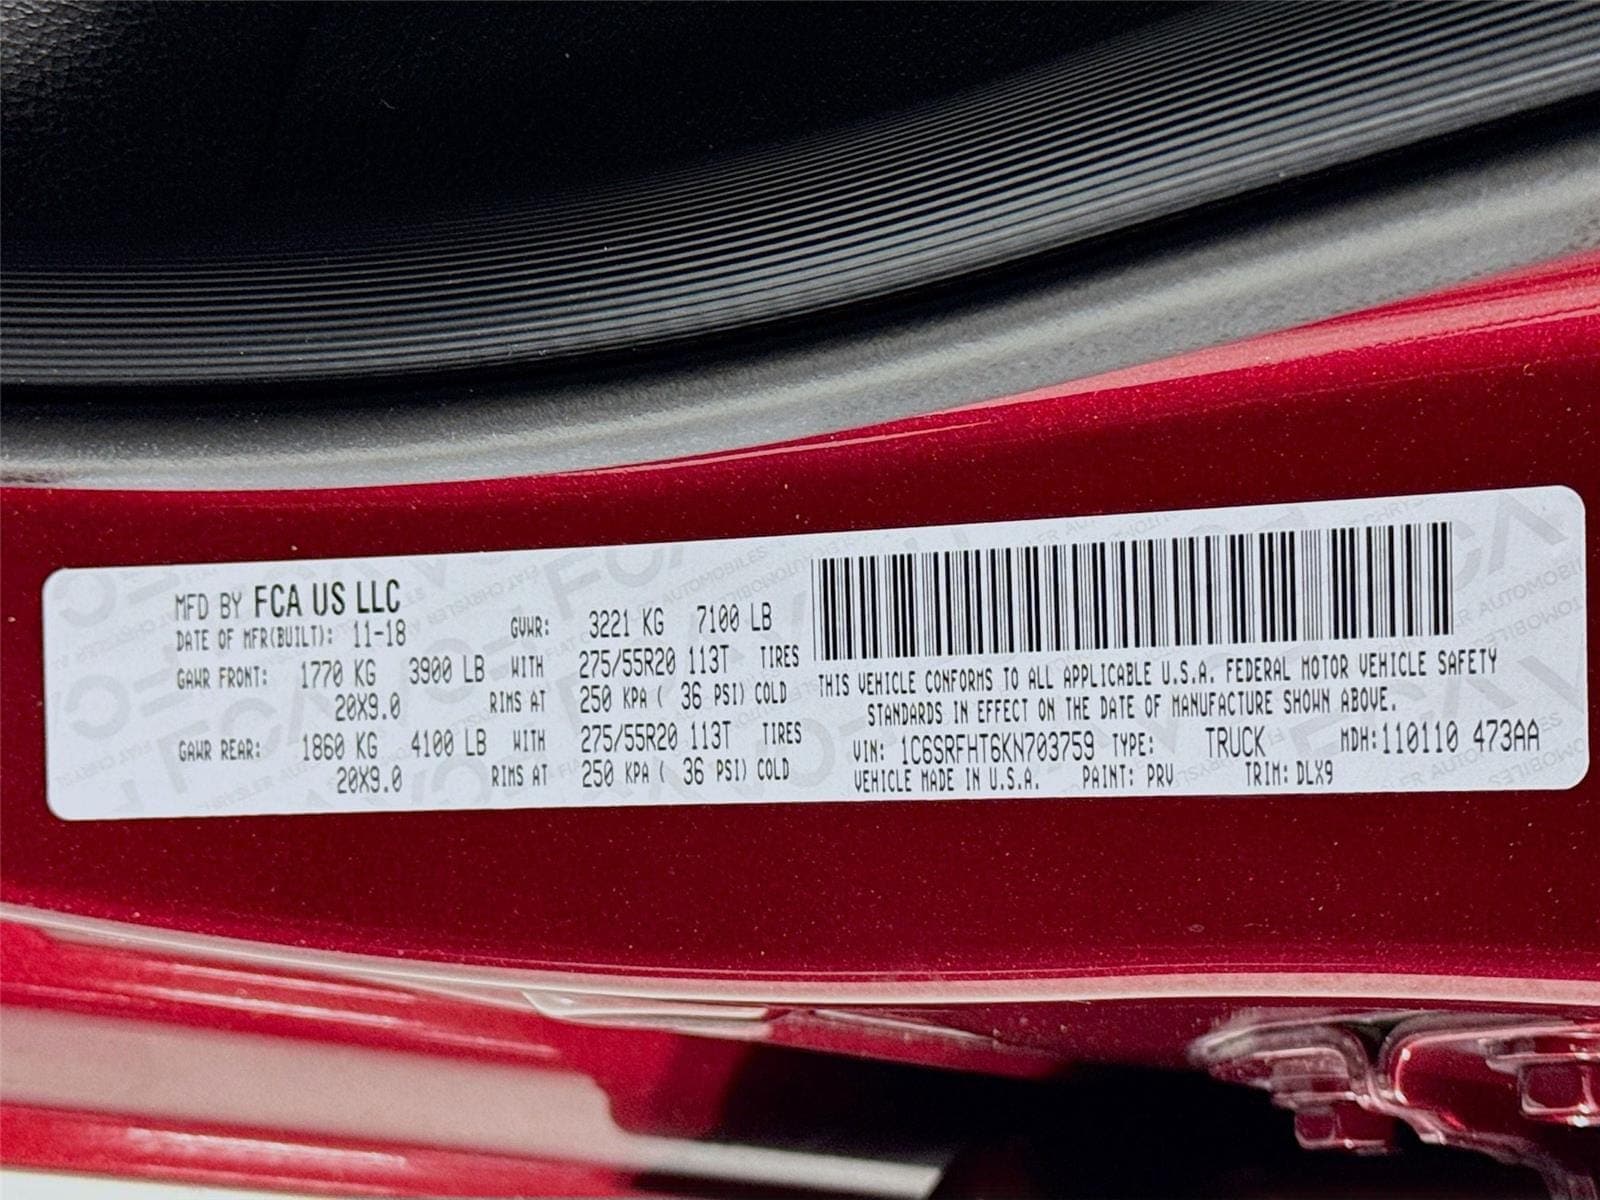 MFD BY FCA US LLC
DATE OF MFR(BUILT): 11-18 GVWR: 3221 KG 7100 LB
GAWR FRONT: 1770 KG 3900 LB WITH 275/55R20 113T TIRES
20X9.0 RIMS AT 250 KPA ( 36 PSI) COLD
GAWR REAR: 1860 KG 4100 LB WITH 275/55R20 113T TIRES
20X9.0 RIMS AT 250 KPA ( 36 PSI) COLD
THIS VEHICLE CONFORMS TO ALL APPLICABLE U.S.A. FEDERAL MOTOR VEHICLE SAFETY
STANDARDS IN EFFECT ON THE DATE OF MANUFACTURE SHOWN ABOVE.
VIN: 1C6SRFHT6KN703759 TYPE: TRUCK MDH:110110 473AA
VEHICLE MADE IN U.S.A. PAINT: PRV TRIM: DLX9